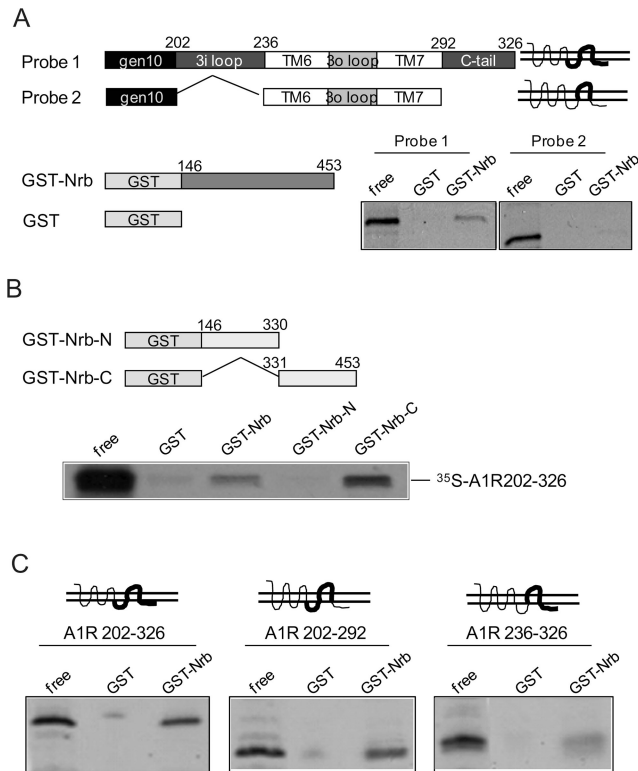 A
202 236 292 326
Probe 1 gen10 3i loop TM6 3o loop TM7 C-tail
Probe 2 gen10 TM6 3o loop TM7
Probe 1 Probe 2
free GST GST-Nrb free GST GST-Nrb
146 453
GST-Nrb GST
GST GST
B
146 330
GST-Nrb-N GST
331 453
GST-Nrb-C GST
free GST GST-Nrb GST-Nrb-N GST-Nrb-C
³⁵S-A1R202-326
C
A1R 202-326 A1R 202-292 A1R 236-326
free GST GST-Nrb free GST GST-Nrb free GST GST-Nrb